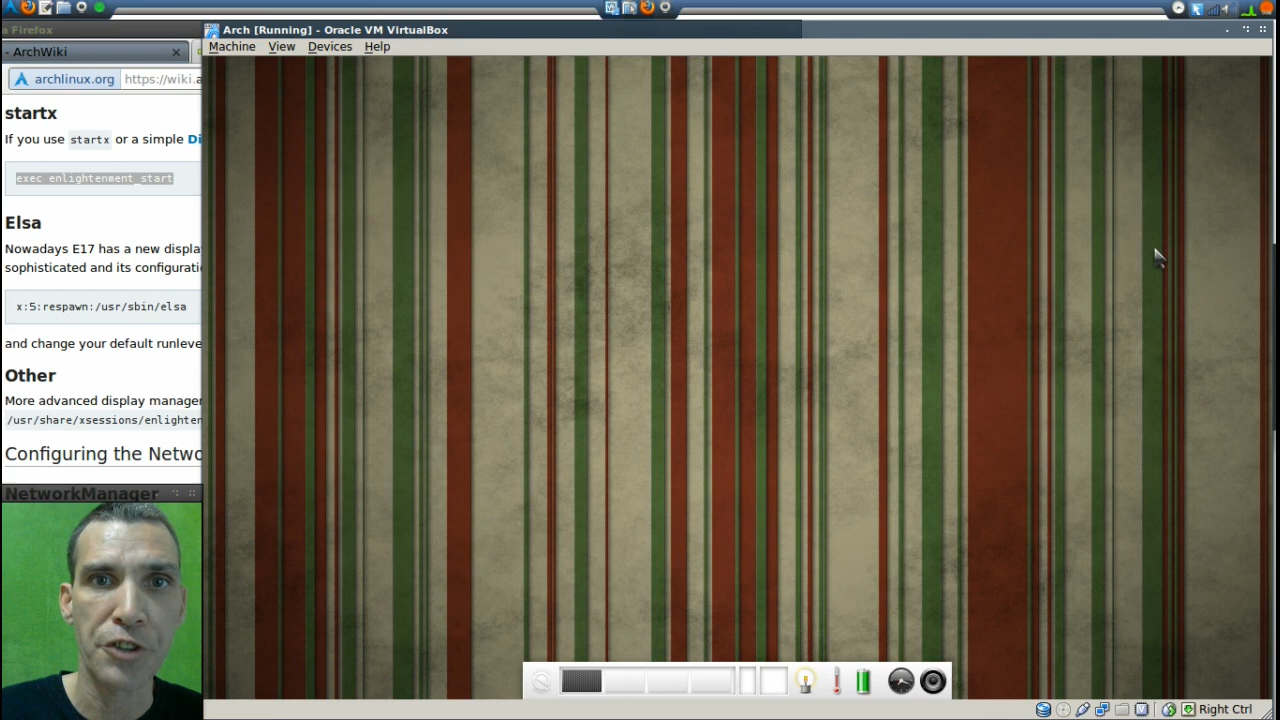 a Firefox
- ArchWiki
archlinux.org
https://wiki.a
Arch [Running] - Oracle VM VirtualBox
Machine View Devices Help
startx
If you use startx or a simple Di
exec enlightenment_start
Elsa
Nowadays E17 has a new displa
sophisticated and its configuratio
x:5:respawn:/usr/sbin/elsa
and change your default runleve
Other
More advanced display manager
/usr/share/xsessions/enlighten
Configuring the Netwo
NetworkManager
Right Ctrl